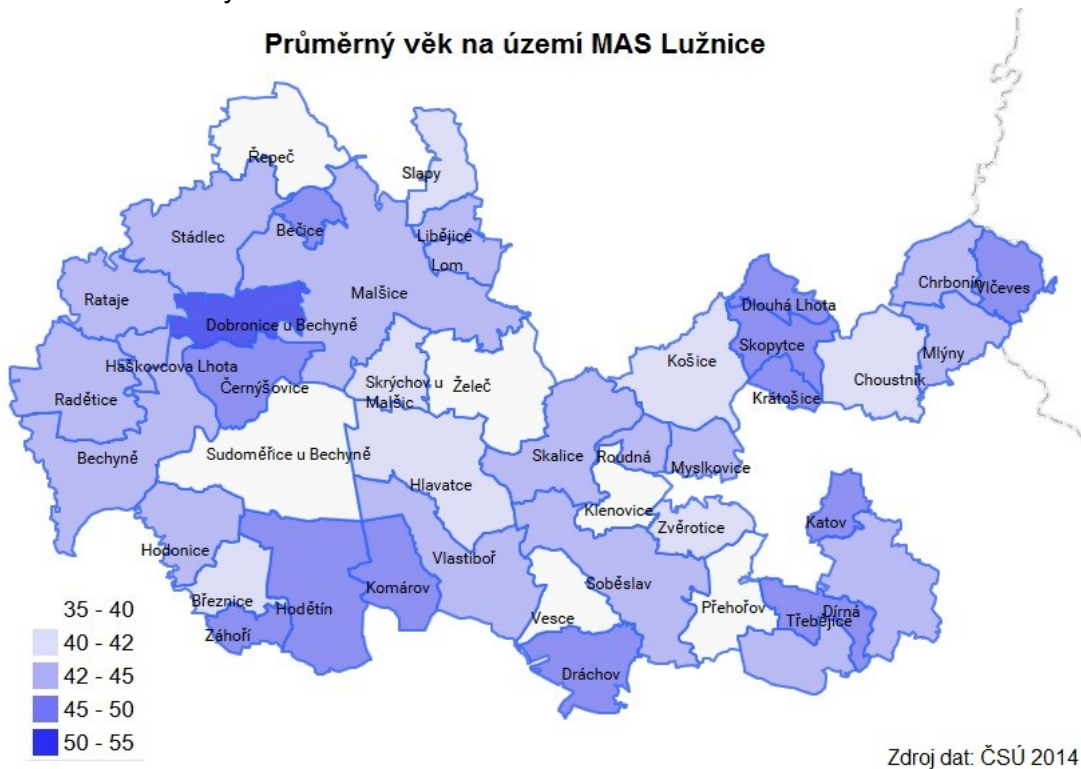 Průměrný věk na území MAS Lužnice
Řepeč
Slapy
Bečice
Stádlec
Libějice
Lom
Chrbonín
Vlčeves
Malšice
Rataje
Dlouhá Lhota
Dobronice u Bechyně
Skopytce
Mlýny
Haškovcova Lhota
Košice
Černýšovice
Skrýchov u
Malšic
Želeč
Choustník
Krátošice
Radětice
Bechyně
Sudoměřice u Bechyně
Skalice
Roudná
Myslkovice
Hlavatce
Klenovice
Zvěrotice
Katov
Hodonice
Vlastiboř
Komárov
Soběslav
Březnice
Hodětín
Vesce
Přehořov
Třebějice
Dírná
Záhoří
Dráchov
35 - 40
40 - 42
42 - 45
45 - 50
50 - 55
Zdroj dat: ČSÚ 2014